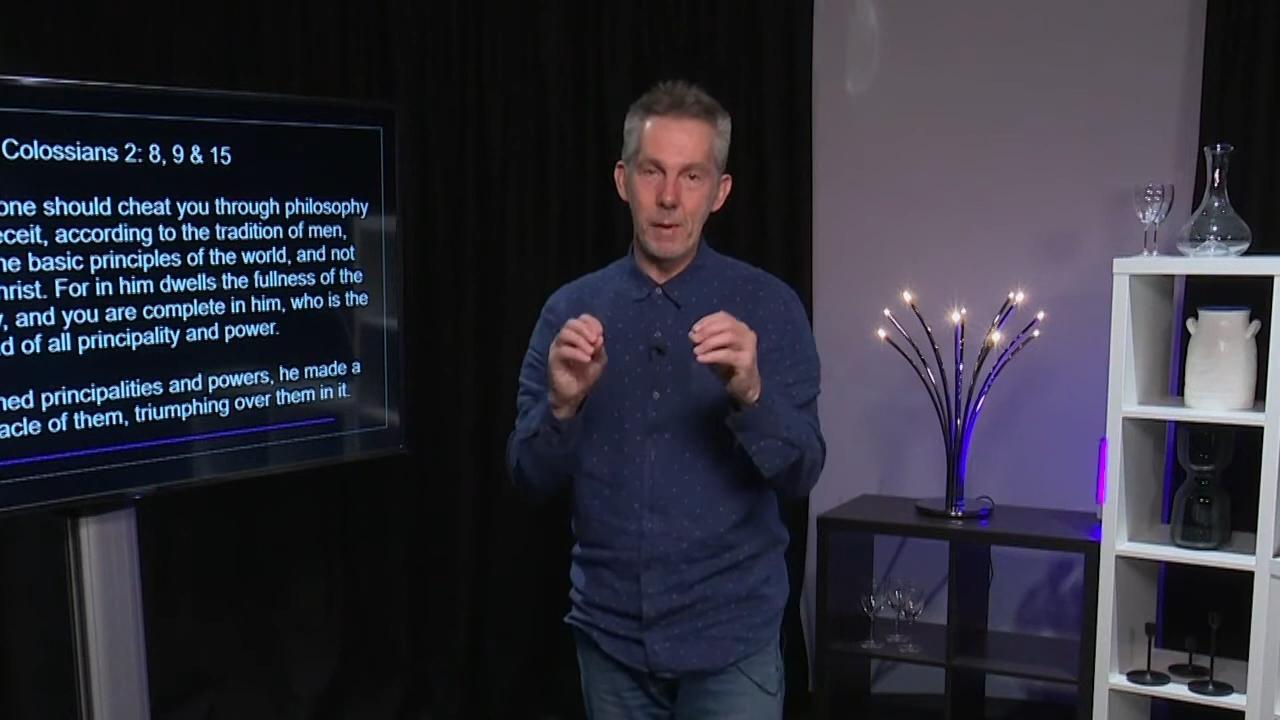 Colossians 2: 8, 9 & 15
one should cheat you through philosophy
eceit, according to the tradition of men,
he basic principles of the world, and not
hrist. For in him dwells the fullness of the
, and you are complete in him, who is the
d of all principality and power.
ned principalities and powers, he made a
acle of them, triumphing over them in it.